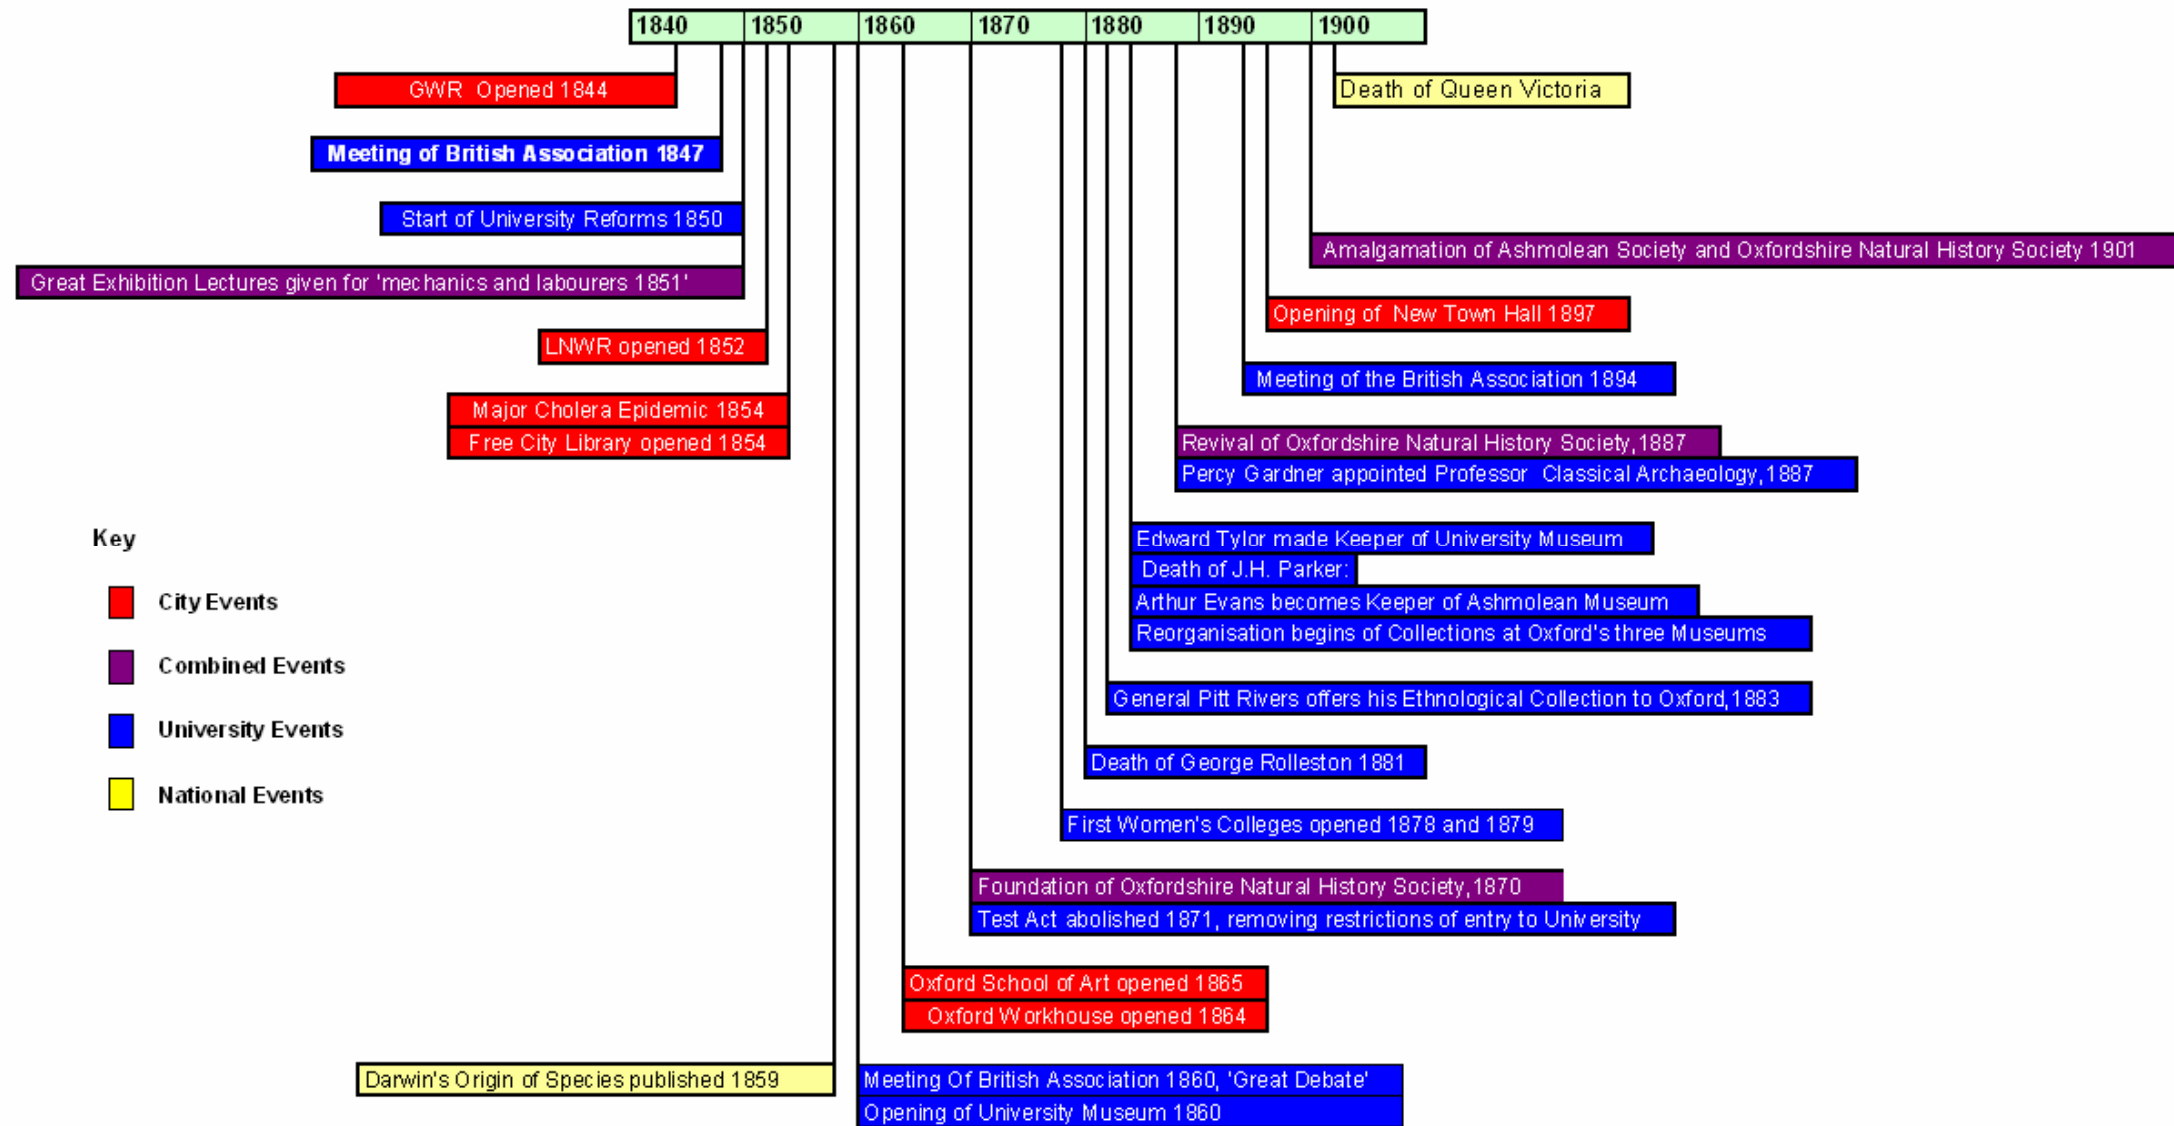 1840 1850 1860 1870 1880 1890 1900
GWR Opened 1844
Death of Queen Victoria
Meeting of British Association 1847
Start of University Reforms 1850
Amalgamation of Ashmolean Society and Oxfordshire Natural History Society 1901
Great Exhibition Lectures given for 'mechanics and labourers 1851'
Opening of New Town Hall 1897
LNWR opened 1852
Meeting of the British Association 1894
Major Cholera Epidemic 1854
Free City Library opened 1854
Revival of Oxfordshire Natural History Society,1887
Percy Gardner appointed Professor Classical Archaeology,1887
Key
City Events
Combined Events
University Events
National Events
Edward Tylor made Keeper of University Museum
Death of J.H. Parker:
Arthur Evans becomes Keeper of Ashmolean Museum
Reorganisation begins of Collections at Oxford's three Museums
General Pitt Rivers offers his Ethnological Collection to Oxford,1883
Death of George Rolleston 1881
First Women's Colleges opened 1878 and 1879
Foundation of Oxfordshire Natural History Society,1870
Test Act abolished 1871, removing restrictions of entry to University
Oxford School of Art opened 1865
Oxford Workhouse opened 1864
Darwin's Origin of Species published 1859
Meeting Of British Association 1860, 'Great Debate'
Opening of University Museum 1860